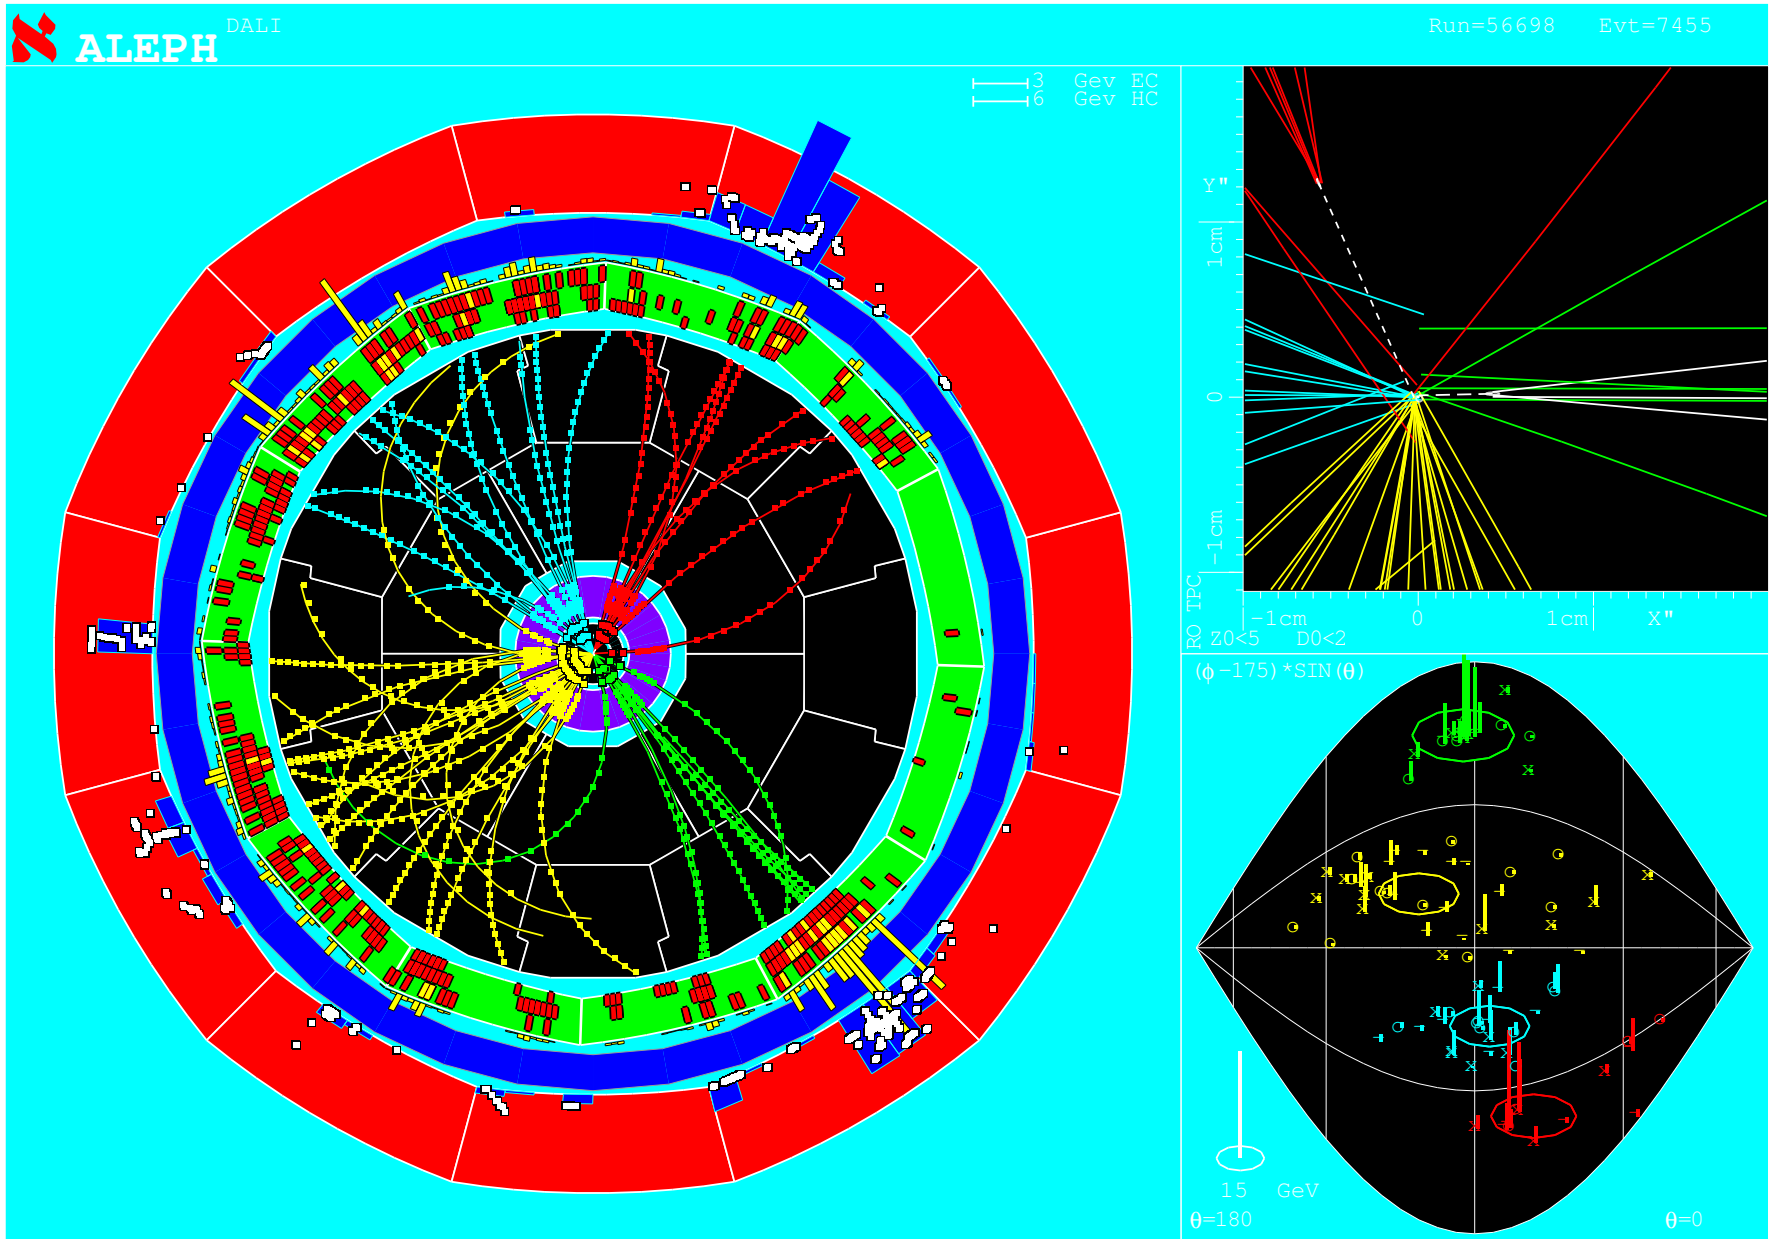 ℵ ALEPH DALI
Run=56698 Evt=7455
3 Gev EC
6 Gev HC
Y"
1cm
0
-1cm
RO TPC
-1cm 0 1cm X"
Z0<5 D0<2
(ϕ-175)*SIN(θ)
15 GeV
θ=180 θ=0